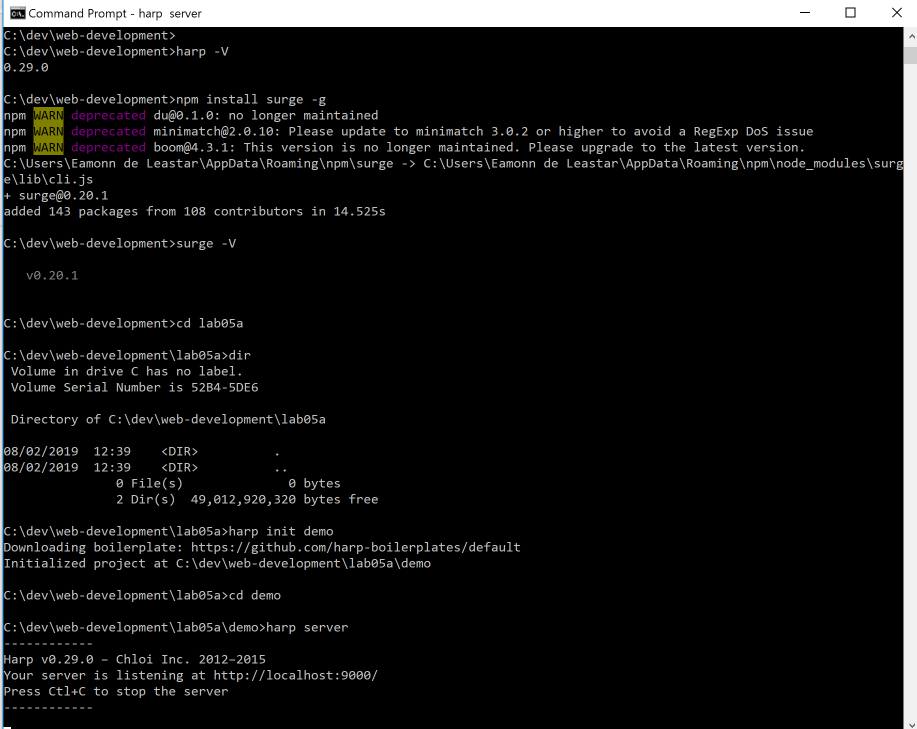 Command Prompt - harp  server
C:\dev\web-development>
C:\dev\web-development>harp -V
0.29.0
C:\dev\web-development>npm install surge -g
npm WARN deprecated du@0.1.0: no longer maintained
npm WARN deprecated minimatch@2.0.10: Please update to minimatch 3.0.2 or higher to avoid a RegExp DoS issue
npm WARN deprecated boom@4.3.1: This version is no longer maintained. Please upgrade to the latest version.
C:\Users\Eamonn de Leastar\AppData\Roaming\npm\surge -> C:\Users\Eamonn de Leastar\AppData\Roaming\npm\node_modules\surg
e\lib\cli.js
+ surge@0.20.1
added 143 packages from 108 contributors in 14.525s
C:\dev\web-development>surge -V
v0.20.1
C:\dev\web-development>cd lab05a
C:\dev\web-development\lab05a>dir
 Volume in drive C has no label.
 Volume Serial Number is 52B4-5DE6
 Directory of C:\dev\web-development\lab05a
08/02/2019  12:39    <DIR>          .
08/02/2019  12:39    <DIR>          ..
               0 File(s)              0 bytes
               2 Dir(s)  49,012,920,320 bytes free
C:\dev\web-development\lab05a>harp init demo
Downloading boilerplate: https://github.com/harp-boilerplates/default
Initialized project at C:\dev\web-development\lab05a\demo
C:\dev\web-development\lab05a>cd demo
C:\dev\web-development\lab05a\demo>harp server
------------
Harp v0.29.0 – Chloi Inc. 2012–2015
Your server is listening at http://localhost:9000/
Press Ctl+C to stop the server
------------